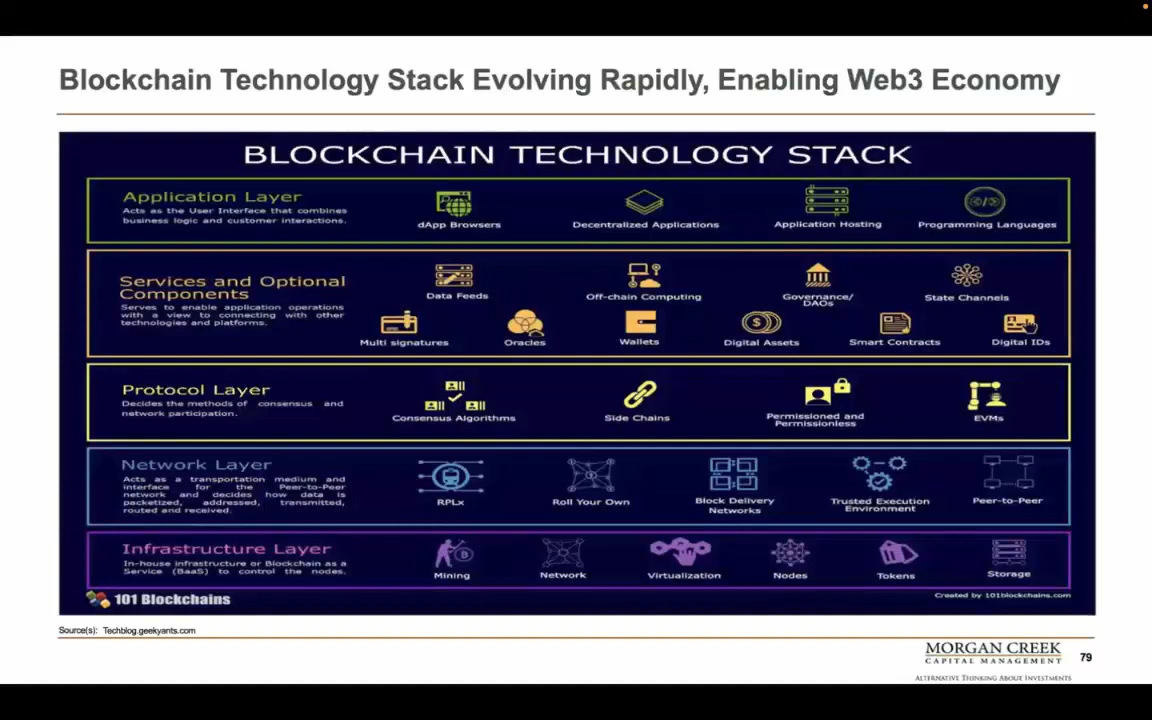 Blockchain Technology Stack Evolving Rapidly, Enabling Web3 Economy
BLOCKCHAIN TECHNOLOGY STACK
Application Layer
Acts as the User Interface that combines
business logic and customer interactions.
dApp Browsers
Decentralized Applications
Application Hosting
Programming Languages
Services and Optional
Components
Serves to enable application operations
with a view to connecting with other
technologies and platforms.
Data Feeds
Off-chain Computing
Governance/
DAOs
State Channels
Multi signatures
Oracles
Wallets
Digital Assets
Smart Contracts
Digital IDs
Protocol Layer
Decides the methods of consensus and
network participation.
Consensus Algorithms
Side Chains
Permissioned and
Permissionless
EVMs
Network Layer
Acts as a transportation medium and
interface for the Peer-to-Peer
network and decides how data is
packetized, addressed, transmitted,
routed and received.
RPLx
Roll Your Own
Block Delivery
Networks
Trusted Execution
Environment
Peer-to-Peer
Infrastructure Layer
In-house infrastructure or Blockchain as a
Service (BaaS) to control the nodes.
Mining
Network
Virtualization
Nodes
Tokens
Storage
101 Blockchains
Created by 101blockchains.com
Source(s): Techblog.geekyants.com
MORGAN CREEK
CAPITAL MANAGEMENT
ALTERNATIVE THINKING ABOUT INVESTMENTS
79